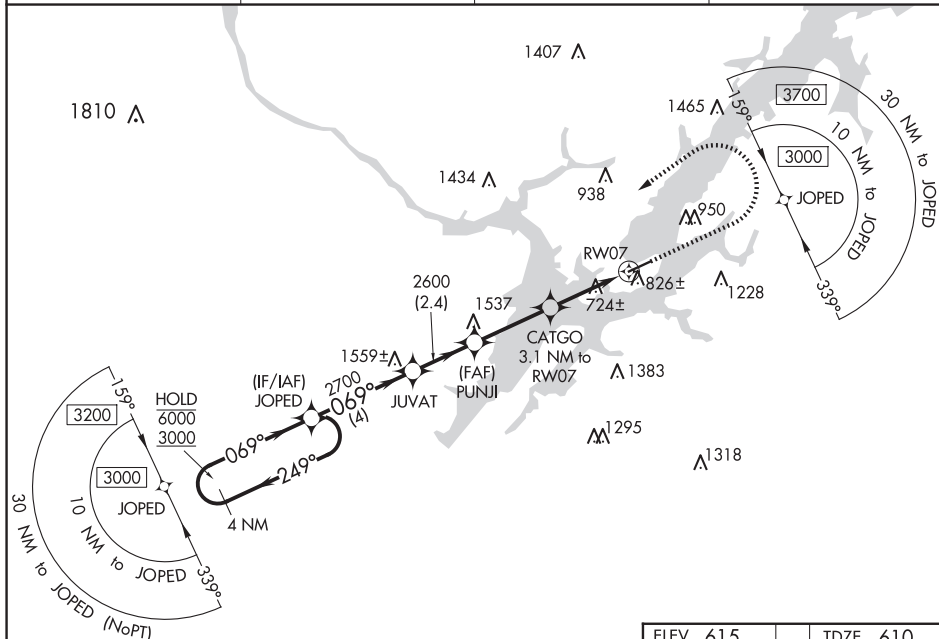 1407
1810
1465
159°
3700
30 NM to JOPED
10 NM to JOPED
3000
JOPED
339°
1434
938
950
RW07
826±
724±
1228
2600
(2.4)
1537
CATGO
3.1 NM to
RW07
1559±
(FAF)
PUNJI
1383
(IF/IAF)
JOPED
2700
069°
(4)
JUVAT
HOLD
6000
3000
069°
249°
4 NM
1295
1318
159°
3200
3000
JOPED
10 NM to JOPED
339°
30 NM to JOPED (NoPT)
ELEV 615
TDZE 610